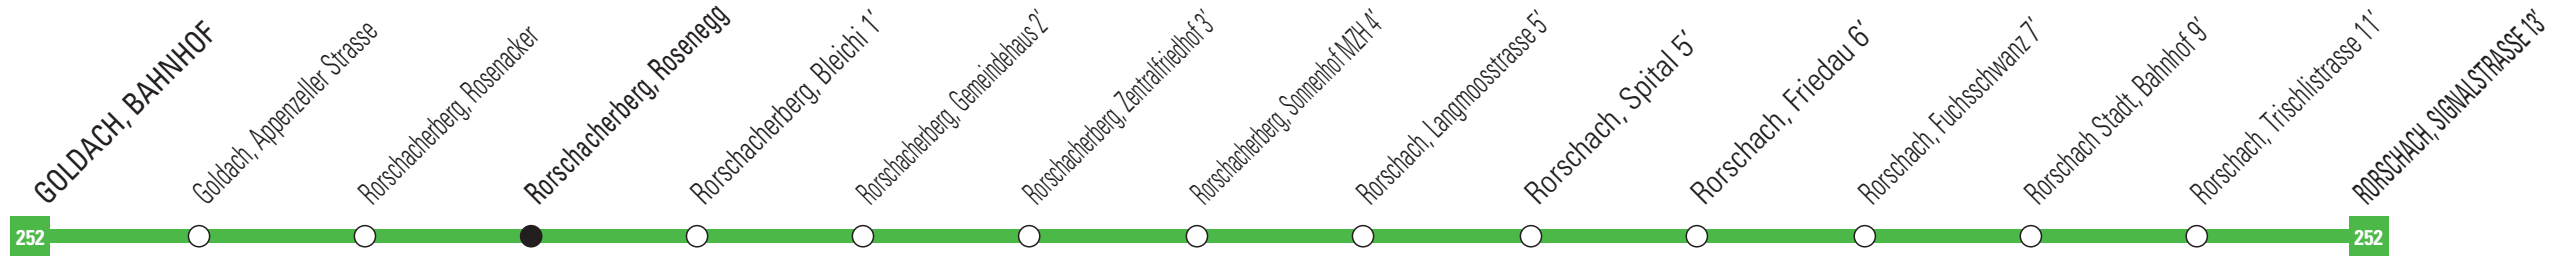 GOLDACH, BAHNHOF
Goldach, Appenzeller Strasse
Rorschacherberg, Rosenacker
Rorschacherberg, Rosenegg
Rorschacherberg, Bleichi 1’
Rorschacherberg, Gemeindehaus 2’
Rorschacherberg, Zentralfriedhof 3’
Rorschacherberg, Sonnenhof MZH 4’
Rorschach, Langmoosstrasse 5’
Rorschach, Spital 5’
Rorschach, Friedau 6’
Rorschach, Fuchsschwanz 7’
Rorschach Stadt, Bahnhof 9’
Rorschach, Trischlistrasse 11’
RORSCHACH, SIGNALSTRASSE 13’
252
252